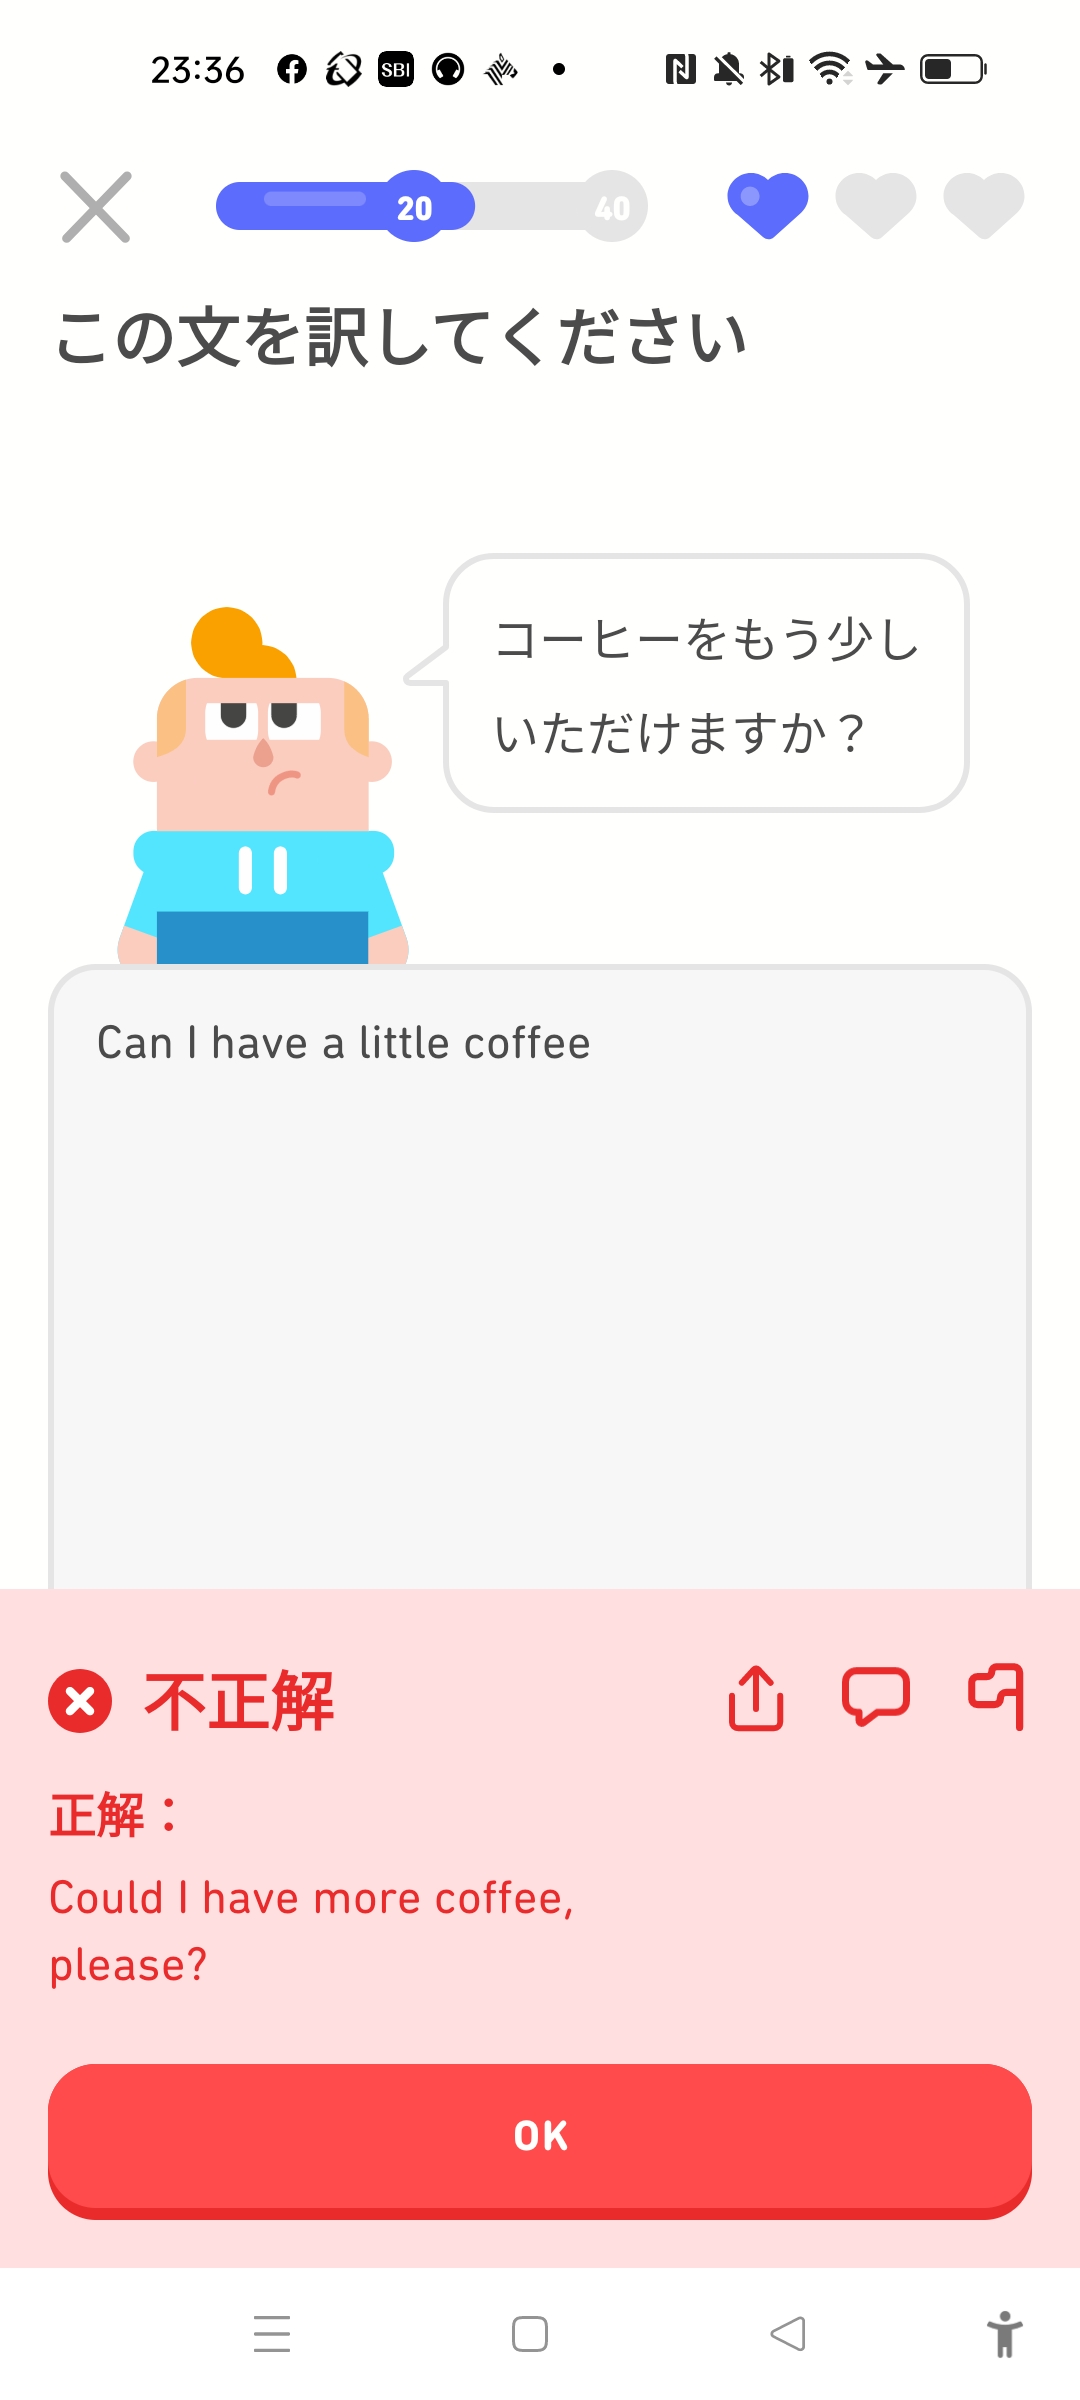 23:36 SBI
20 40
この文を訳してください
コーヒーをもう少し
いただけますか？
Can I have a little coffee
不正解
正解：
Could I have more coffee,
please?
OK